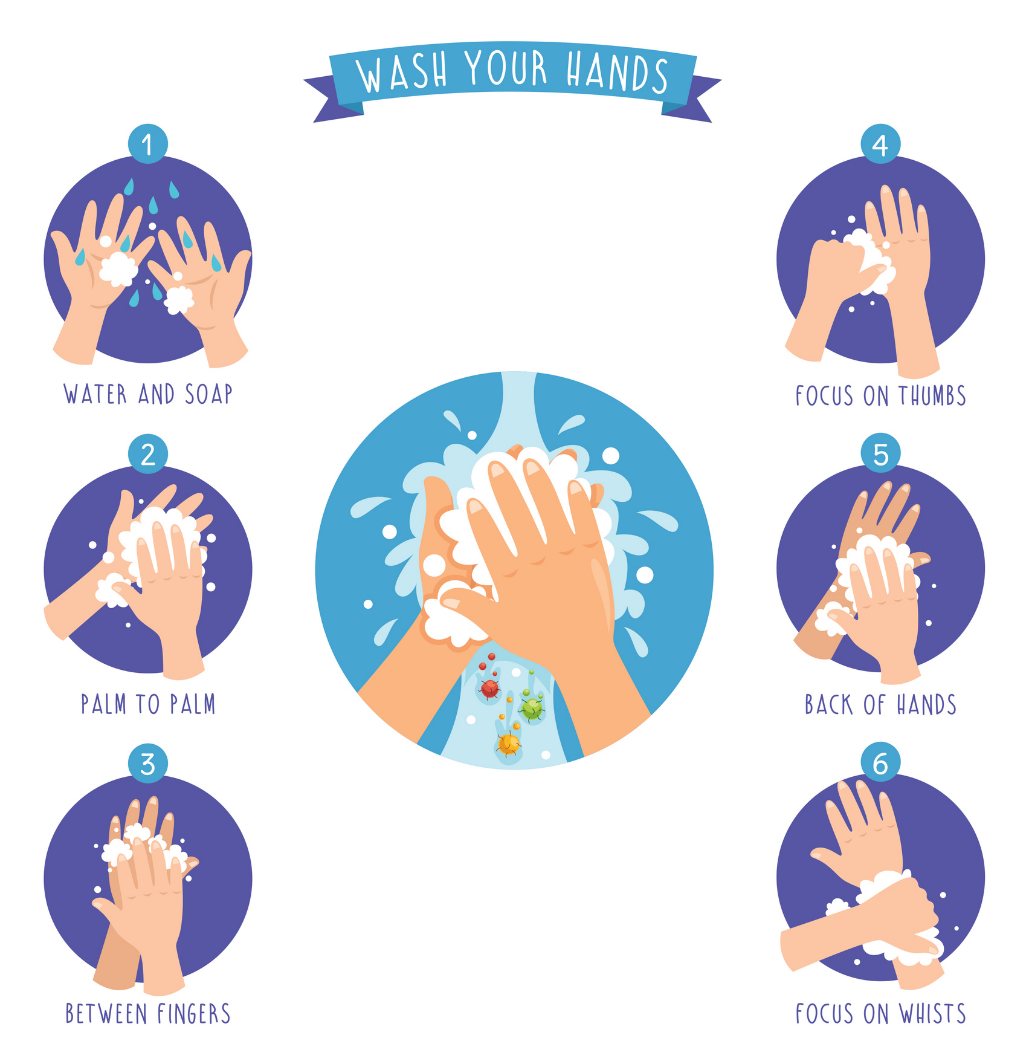 WASH YOUR HANDS
1
WATER AND SOAP
2
PALM TO PALM
3
BETWEEN FINGERS
4
FOCUS ON THUMBS
5
BACK OF HANDS
6
FOCUS ON WHISTS